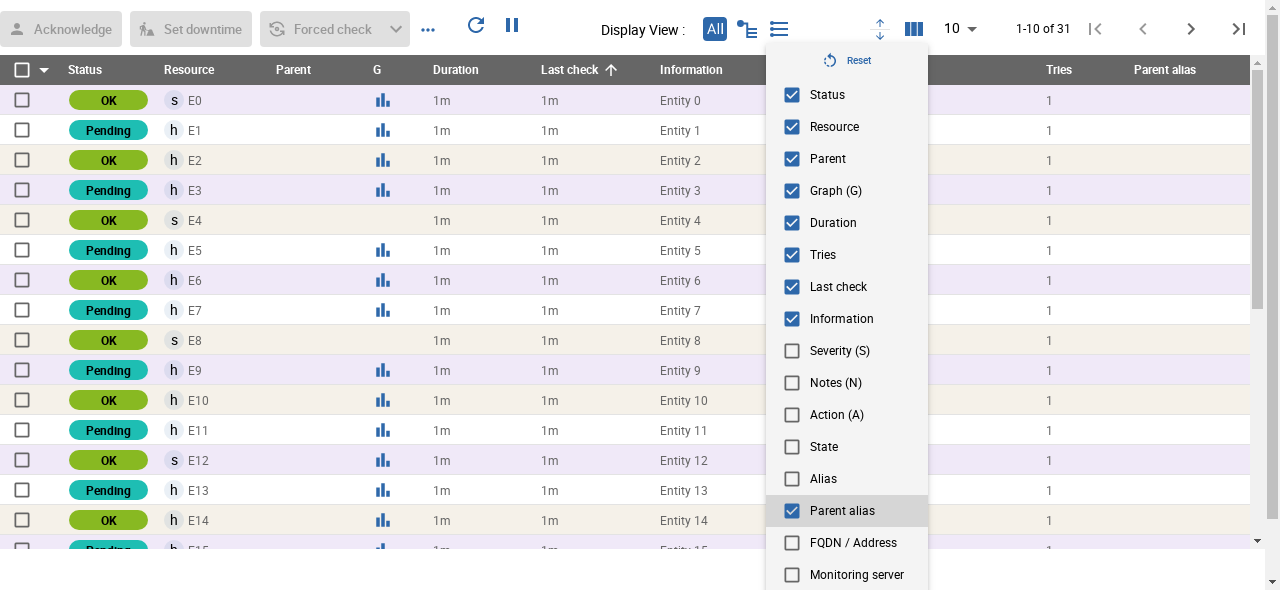 Acknowledge Set downtime Forced check Display View : All 10 1-10 of 31
Reset
Status Resource Parent G Duration Last check Information Tries Parent alias
OK s E0 1m 1m Entity 0 Status 1
Pending h E1 1m 1m Entity 1 Resource 1
OK h E2 1m 1m Entity 2 Parent 1
Pending h E3 1m 1m Entity 3 Graph (G) 1
OK s E4 1m 1m Entity 4 Duration 1
Pending h E5 1m 1m Entity 5 Tries 1
OK h E6 1m 1m Entity 6 Last check 1
Pending h E7 1m 1m Entity 7 Information 1
OK s E8 1m 1m Entity 8 Severity (S) 1
Pending h E9 1m 1m Entity 9 Notes (N) 1
OK h E10 1m 1m Entity 10 Action (A) 1
Pending h E11 1m 1m Entity 11 State 1
OK s E12 1m 1m Entity 12 Alias 1
Pending h E13 1m 1m Entity 13 Parent alias 1
OK h E14 1m 1m Entity 14 FQDN / Address 1
Pending h E15 1m 1m Entity 15 1
Monitoring server